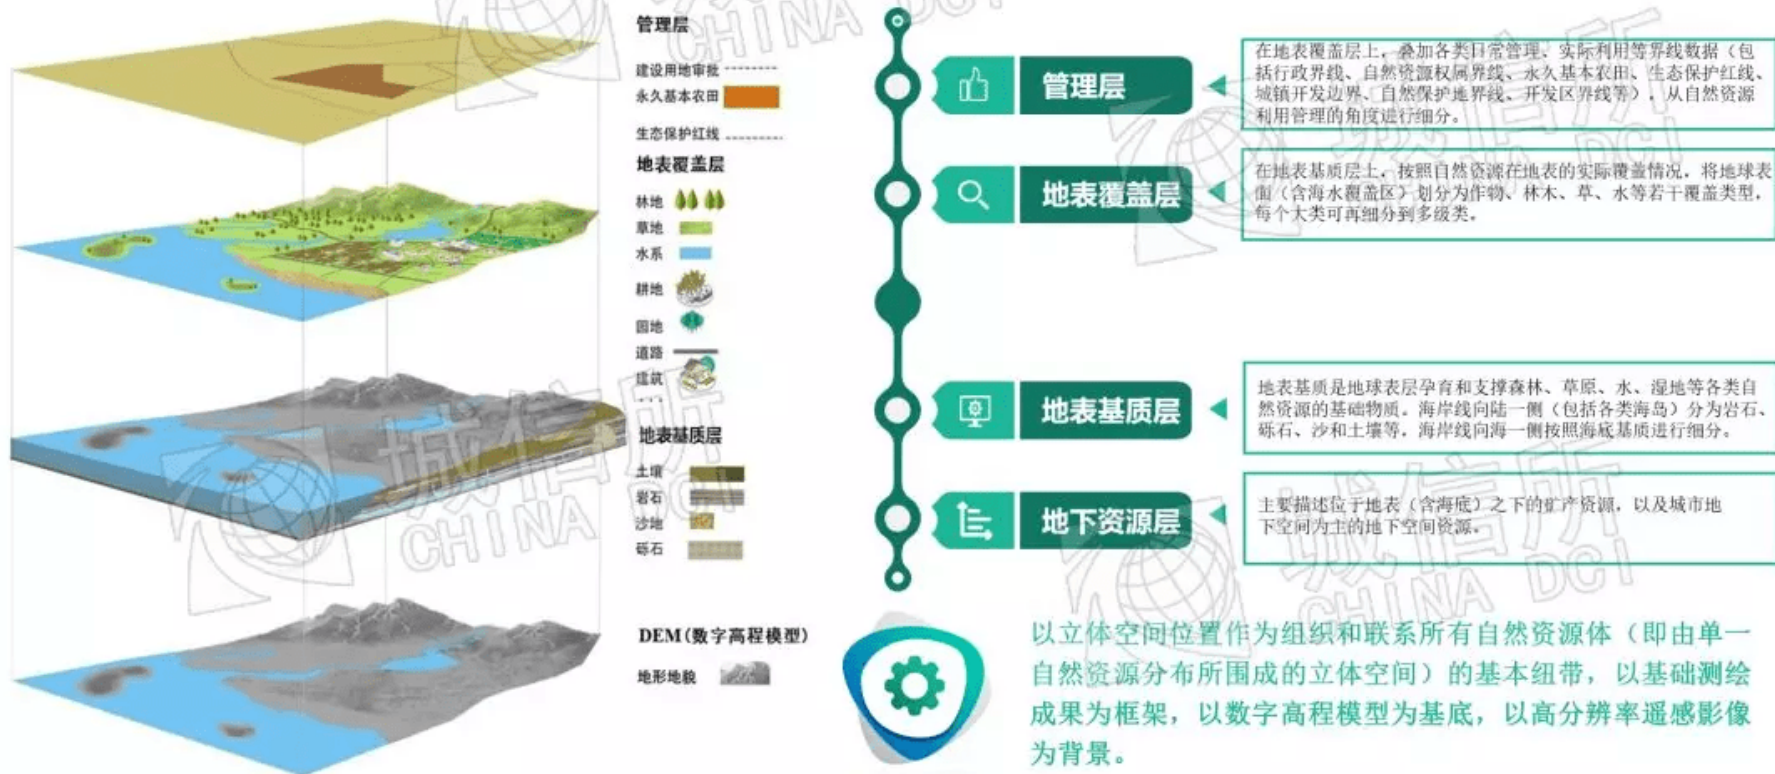 管理层
建设用地审批
永久基本农田
生态保护红线
地表覆盖层
林地
草地
水系
耕地
园地
道路
建筑
地表基质层
土壤
岩石
沙地
砾石
DEM(数字高程模型)
地形地貌
管理层
在地表覆盖层上，叠加各类日常管理、实际利用等界线数据（包
括行政界线、自然资源权属界线、永久基本农田、生态保护红线、
城镇开发边界、自然保护地界线、开发区界线等），从自然资源
利用管理的角度进行细分。
地表覆盖层
在地表基质层上，按照自然资源在地表的实际覆盖情况，将地球表
面（含海水覆盖区）划分为作物、林木、草、水等若干覆盖类型，
每个大类可再细分到多级类。
地表基质层
地表基质是地球表层孕育和支撑森林、草原、水、湿地等各类自
然资源的基础物质。海岸线向陆一侧（包括各类海岛）分为岩石、
砾石、沙和土壤等，海岸线向海一侧按照海底基质进行细分。
地下资源层
主要描述位于地表（含海底）之下的矿产资源，以及城市地
下空间为主的地下空间资源。
以立体空间位置作为组织和联系所有自然资源体（即由单一
自然资源分布所围成的立体空间）的基本纽带，以基础测绘
成果为框架，以数字高程模型为基底，以高分辨率遥感影像
为背景。
CHINA DCI
诚信所
CHINA DCI
诚信所
CHINA DCI
诚信所
CHINA DCI